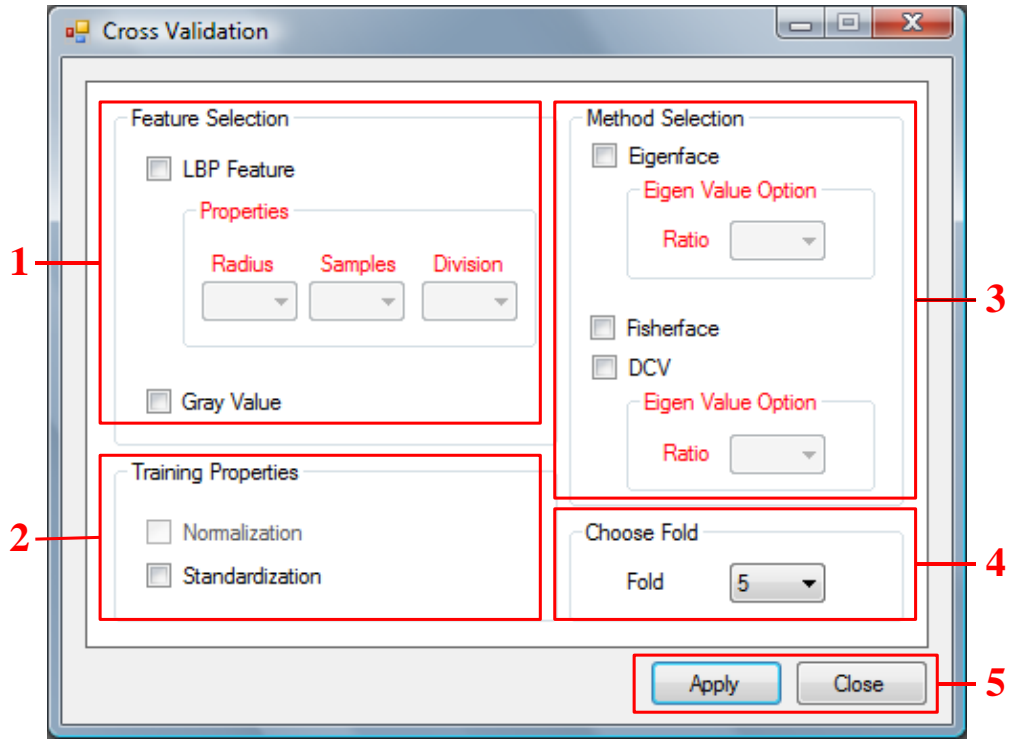 Cross Validation
Feature Selection
LBP Feature
Properties
Radius Samples Division
Gray Value
1
Training Properties
Normalization
Standardization
2
Method Selection
Eigenface
Eigen Value Option
Ratio
Fisherface
DCV
Eigen Value Option
Ratio
3
Choose Fold
Fold 5
4
Apply Close
5